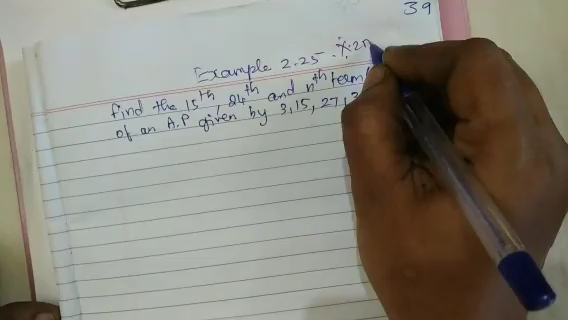 39
Example 2.25
Find the 15th, 24th and nth term
of an A.P given by 3, 15, 27,